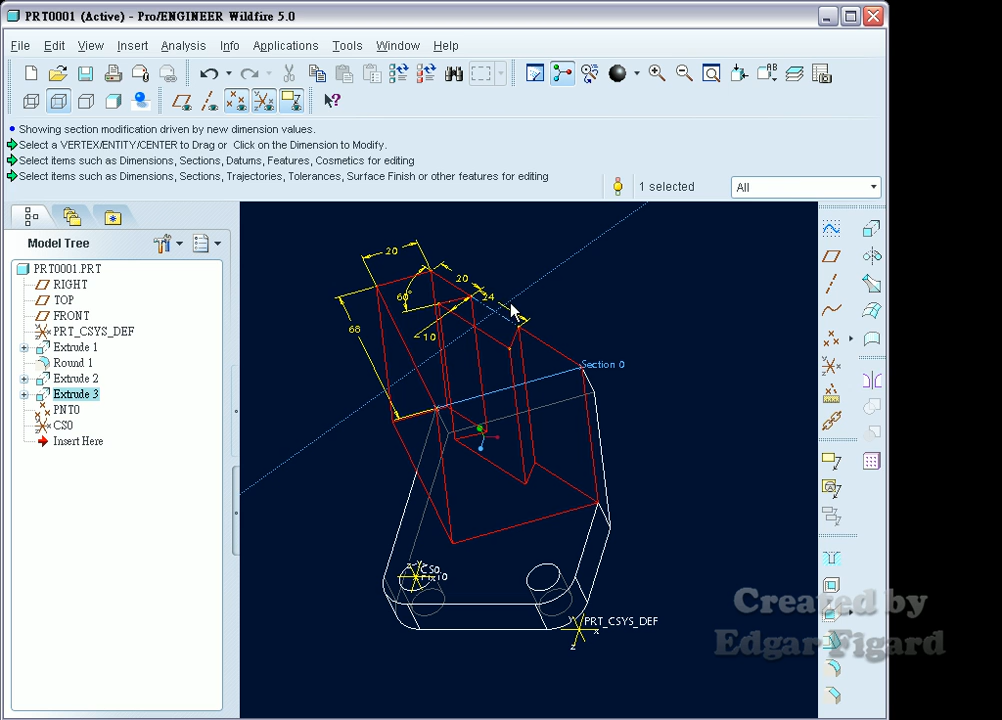 PRT0001 (Active) - Pro/ENGINEER Wildfire 5.0
File Edit View Insert Analysis Info Applications Tools Window Help
Showing section modification driven by new dimension values.
Select a VERTEX/ENTITY/CENTER to Drag or Click on the Dimension to Modify.
Select items such as Dimensions, Sections, Datums, Features, Cosmetics for editing
Select items such as Dimensions, Sections, Trajectories, Tolerances, Surface Finish or other features for editing
1 selected
All
Model Tree
PRT0001.PRT
RIGHT
TOP
FRONT
PRT_CSYS_DEF
Extrude 1
Round 1
Extrude 2
Extrude 3
PNT0
CS0
Insert Here
20
20
60°
24
68
10
Section 0
CS0
PRT_CSYS_DEF
Y
x
z
Created by
Edgar Figard